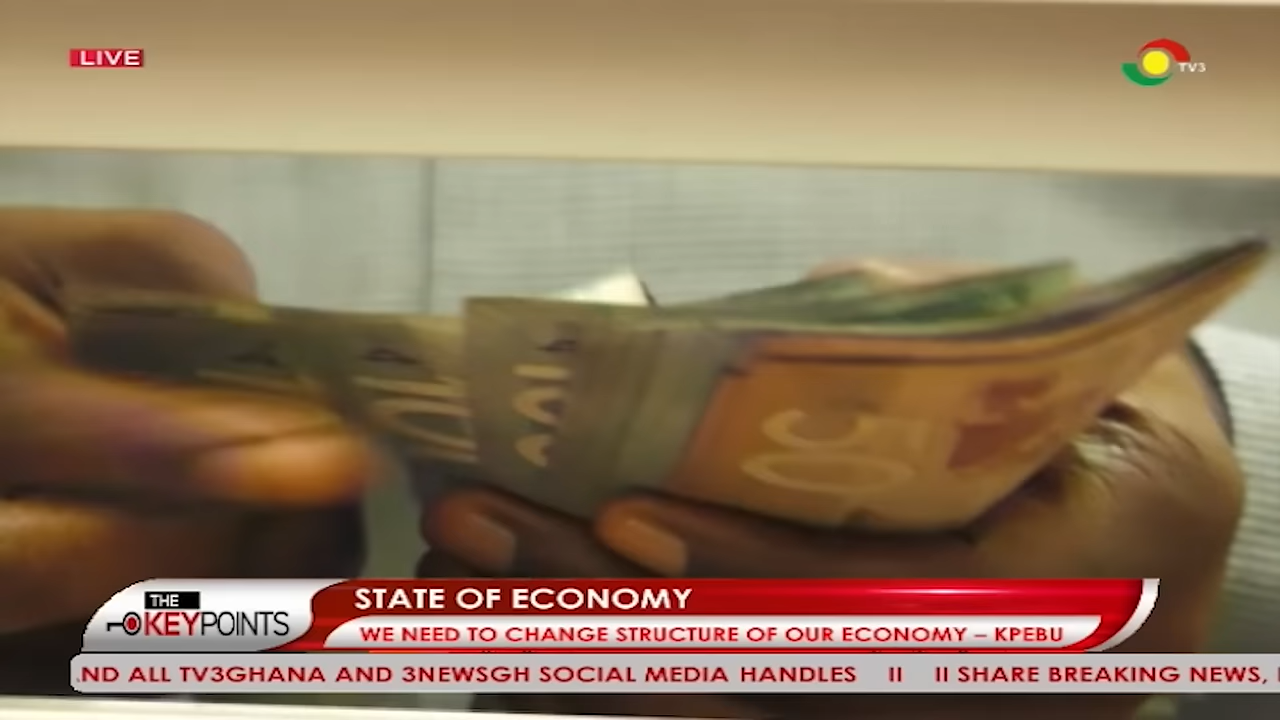 LIVE
TV3
THE
KEYPOINTS
STATE OF ECONOMY
WE NEED TO CHANGE STRUCTURE OF OUR ECONOMY – KPEBU
ND ALL TV3GHANA AND 3NEWSGH SOCIAL MEDIA HANDLES II II SHARE BREAKING NEWS,
50